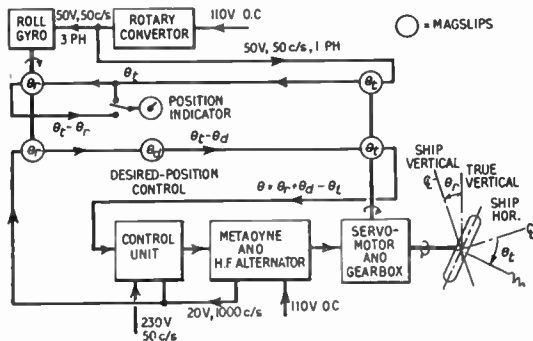 ROLL
GYRO
50V, 50c/s
3 PH
ROTARY
CONVERTOR
110V O.C
= MAGSLIPS
50V, 50 c/s, 1 PH
θr
θt
θt
θt-θr
POSITION
INDICATOR
θr
θd
θt-θd
θt
DESIRED-POSITION
CONTROL
θ=θr+θd-θt
SHIP
VERTICAL
℄
θr
TRUE
VERTICAL
SHIP
HOR.
℄
θt
CONTROL
UNIT
METADYNE
AND
H.F ALTERNATOR
SERVO-
MOTOR
AND
GEARBOX
230V
50 c/s
20V, 1000 c/s
110V O.C